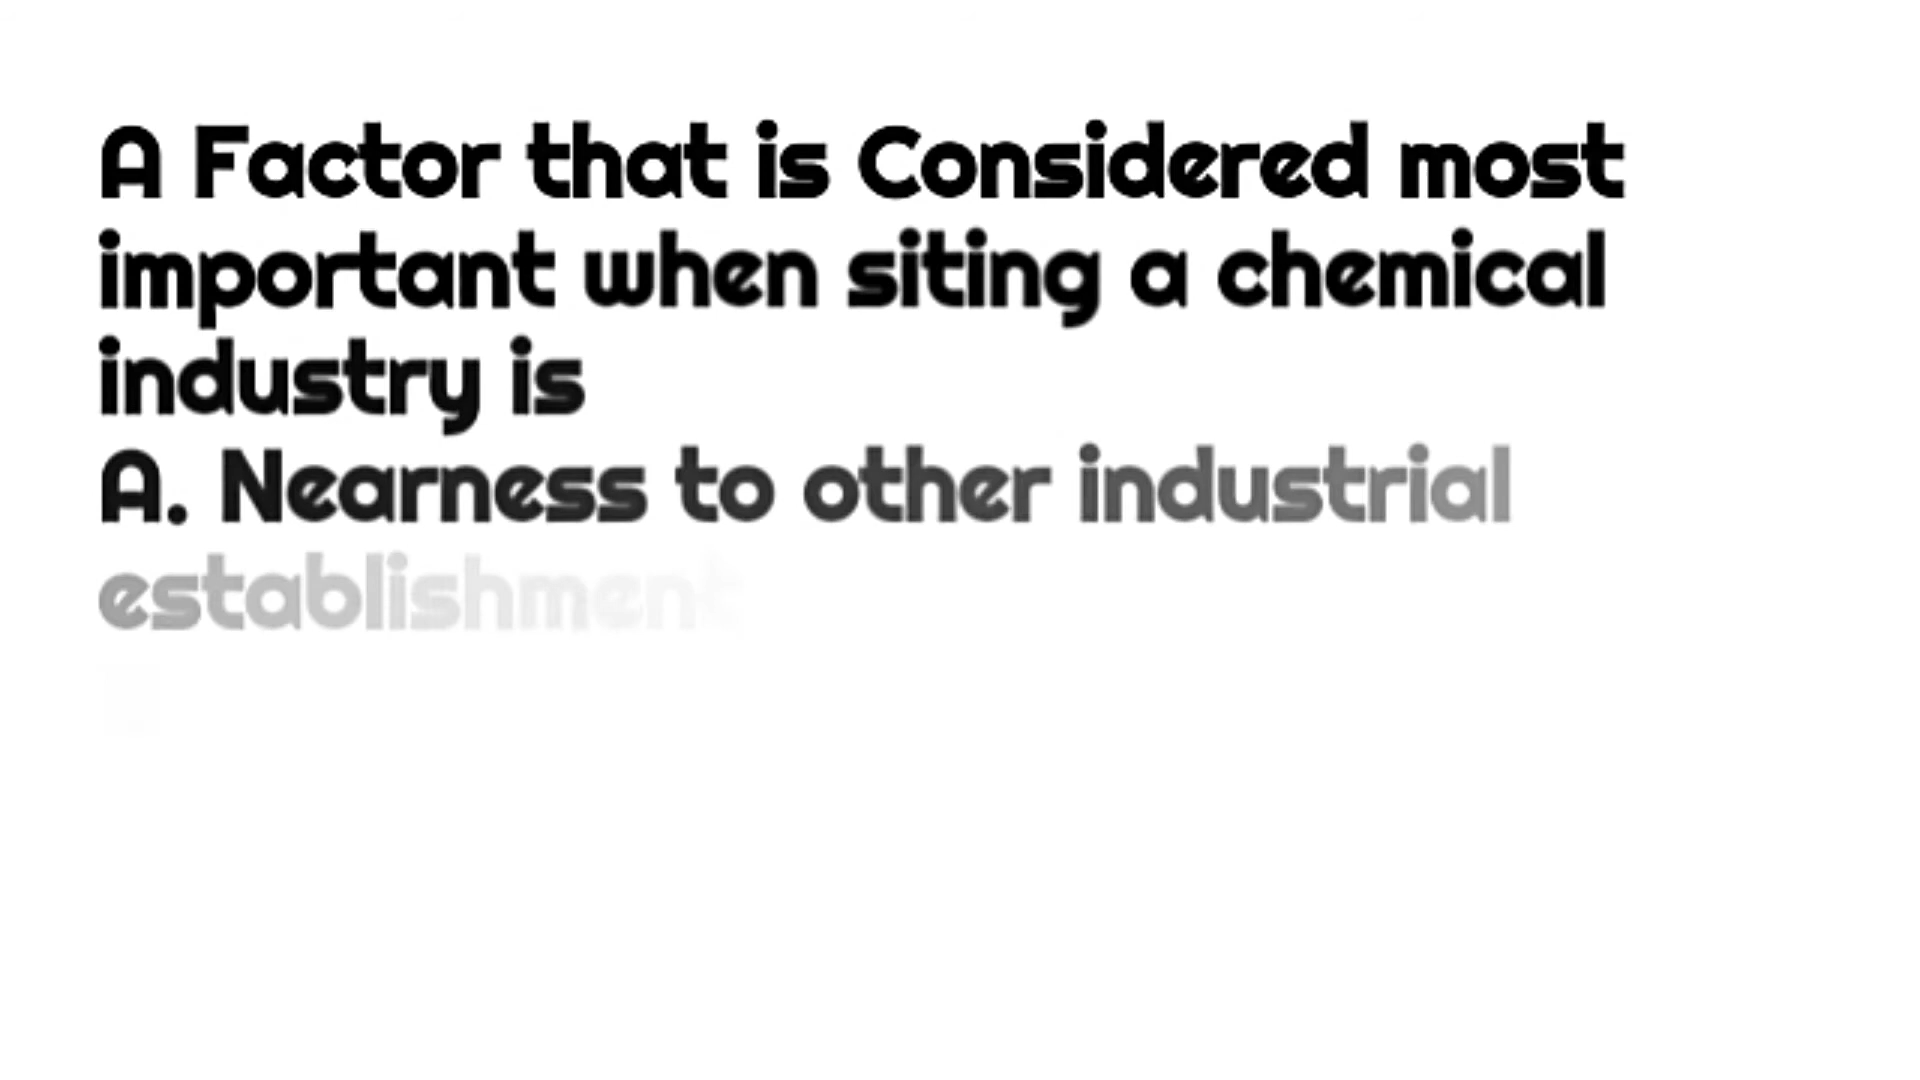 A Factor that is Considered most
important when siting a chemical
industry is
A. Nearness to other industrial
establishment